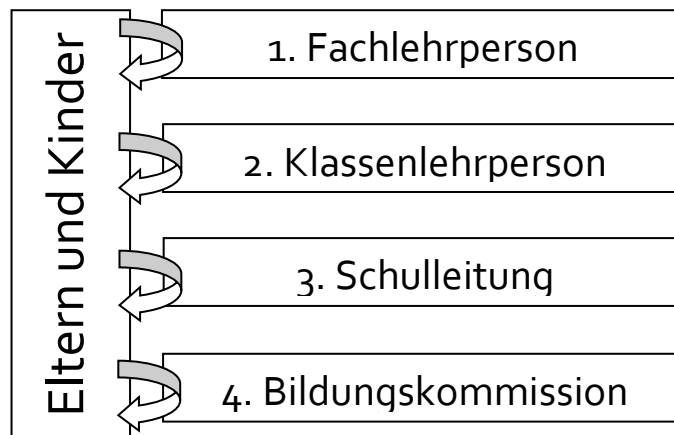 Eltern und Kinder
1. Fachlehrperson
2. Klassenlehrperson
3. Schulleitung
4. Bildungskommission